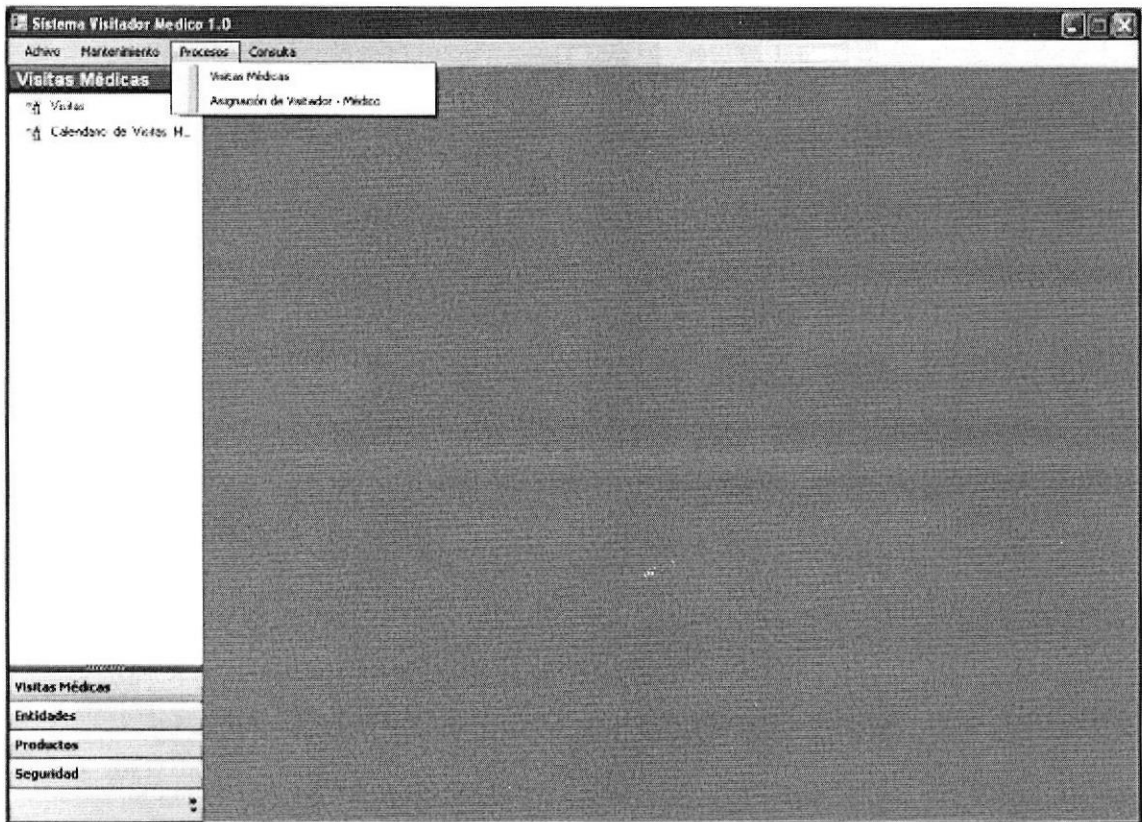 Sistema Visitador Medico 1.0
Achivo Mantenimiento Procesos Consulta
Visitas Médicas
Visitas Médicas
Asignación de Visitador - Médico
Visitas
Calendario de Visitas M...
Visitas Médicas
Entidades
Productos
Seguridad